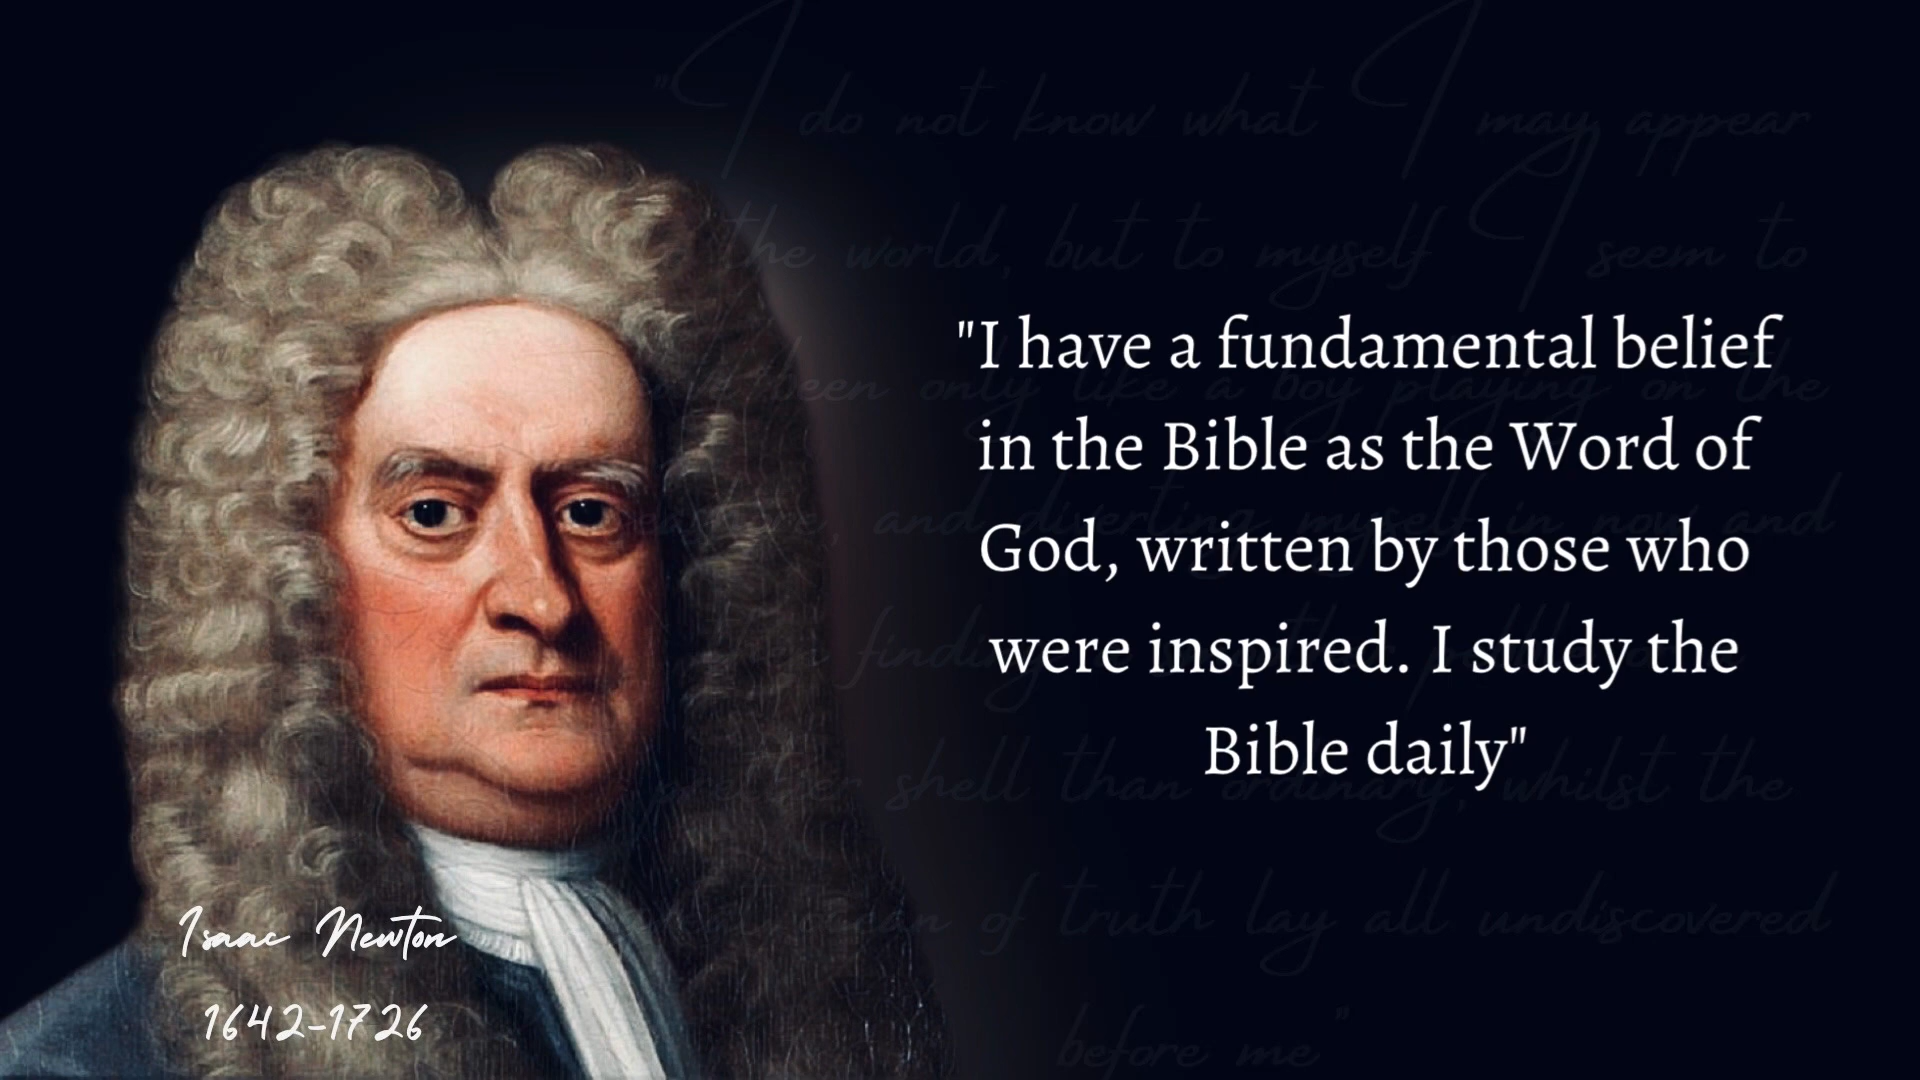 "I do not know what I may appear
the world, but to myself I seem to
been only like a boy playing on the
and diverting myself in now and
"I have a fundamental belief
in the Bible as the Word of
God, written by those who
were inspired. I study the
Bible daily"
shell than ordinary, whilst the
of truth lay all undiscovered
before me"
Isaac Newton
1642-1726